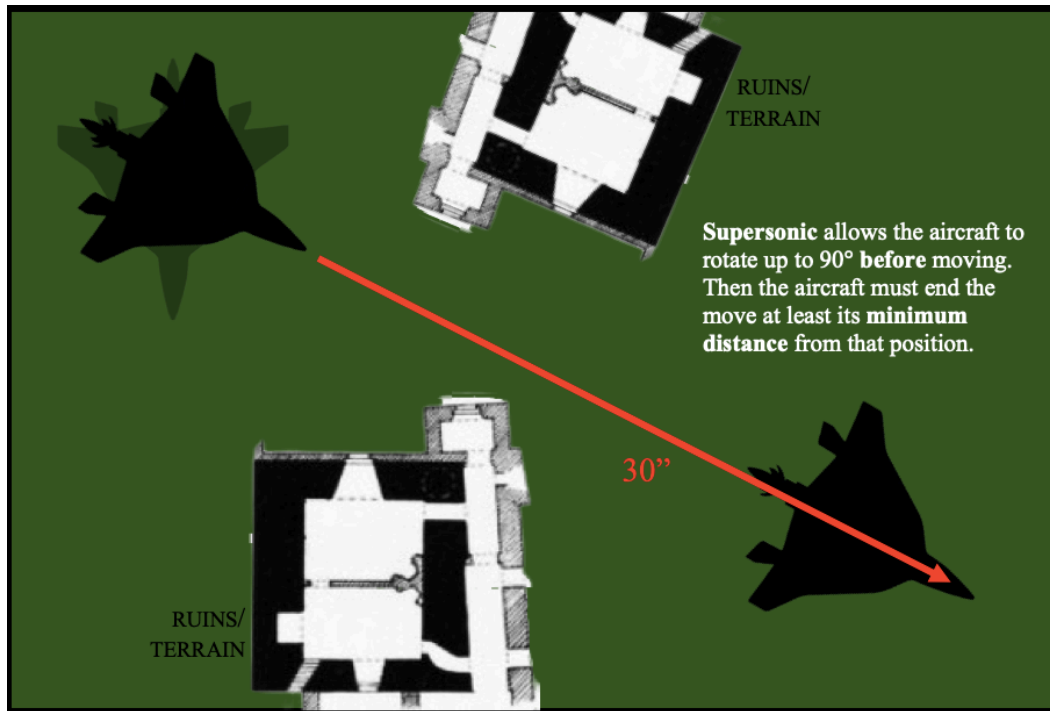 RUINS/
TERRAIN
Supersonic allows the aircraft to
rotate up to 90° before moving.
Then the aircraft must end the
move at least its minimum
distance from that position.
30”
RUINS/
TERRAIN